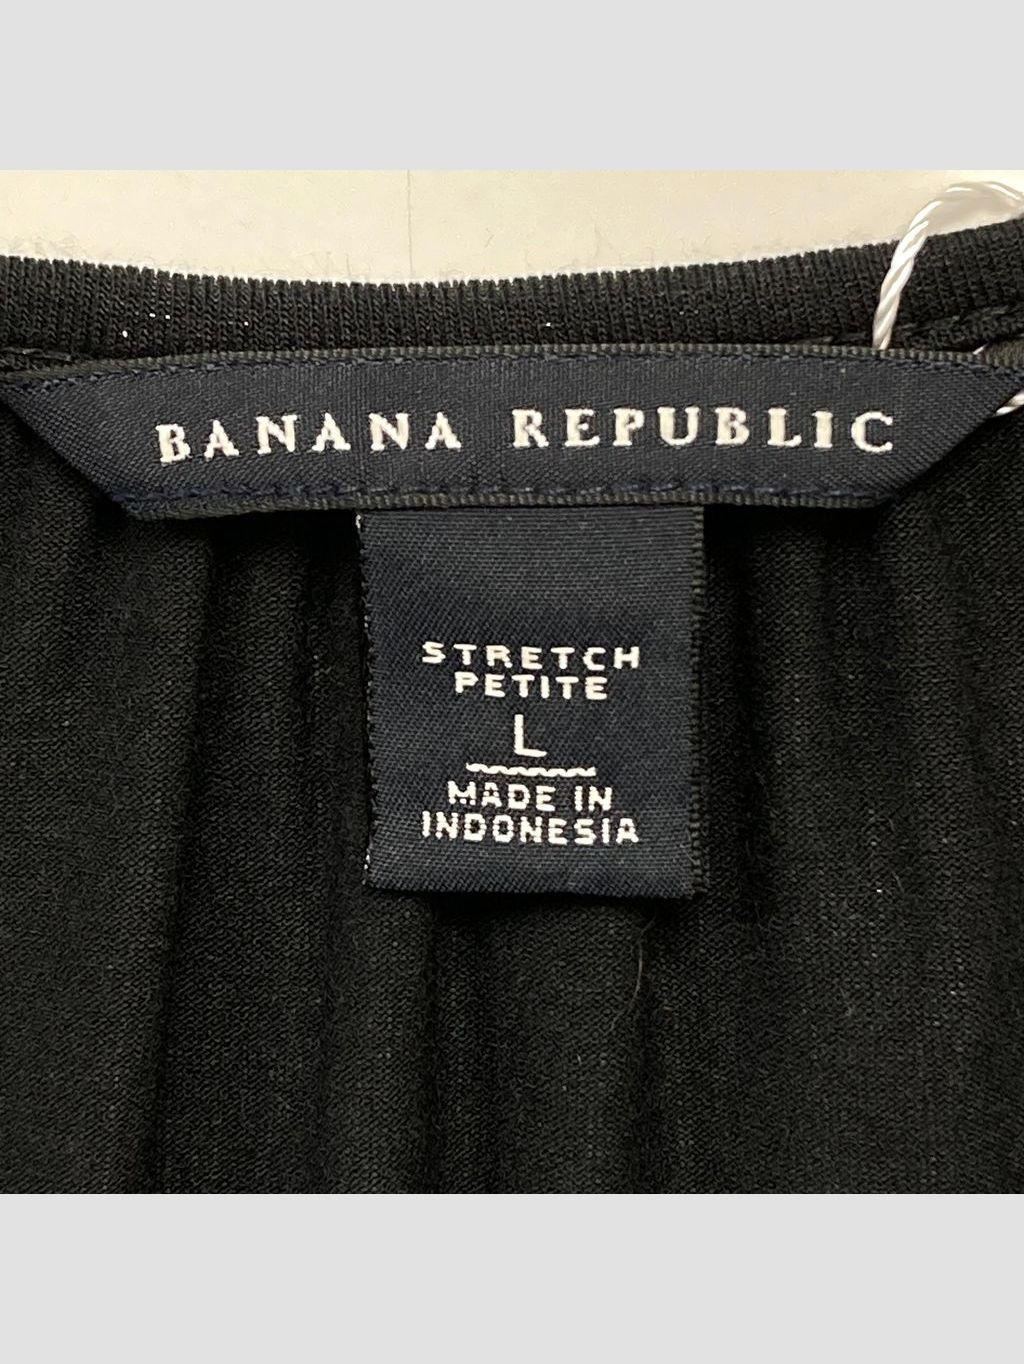 BANANA REPUBLIC
STRETCH
PETITE
L
MADE IN
INDONESIA